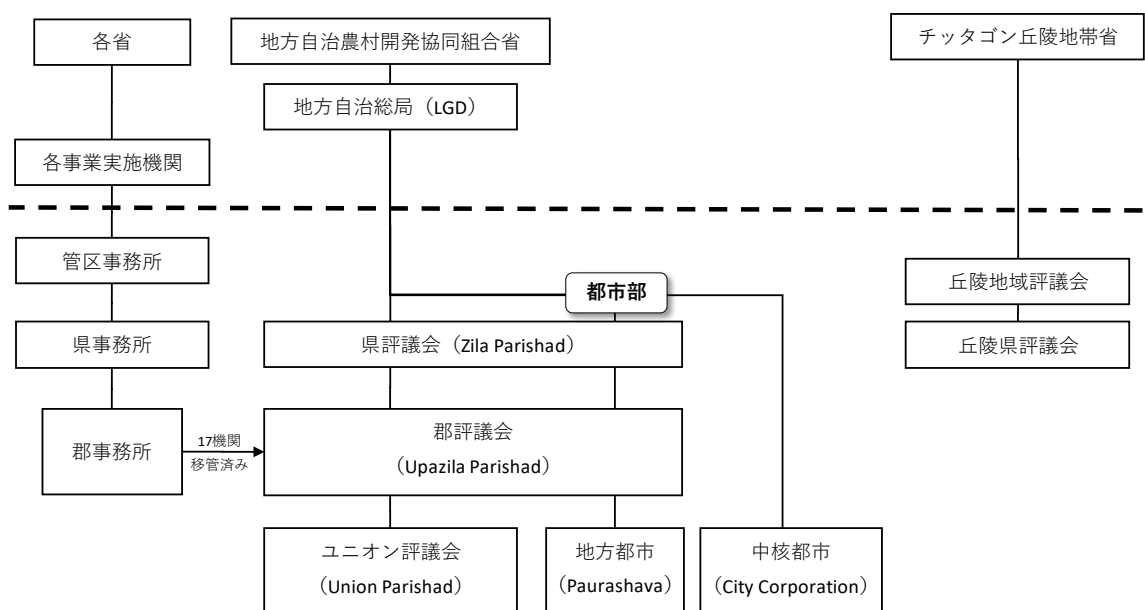 各省
地方自治農村開発協同組合省
チッタゴン丘陵地帯省
地方自治総局（LGD）
各事業実施機関
管区事務所
都市部
丘陵地域評議会
県事務所
県評議会（Zila Parishad）
丘陵県評議会
郡事務所
17機関
移管済み
郡評議会
（Upazila Parishad）
ユニオン評議会
（Union Parishad）
地方都市
（Paurashava）
中核都市
（City Corporation）